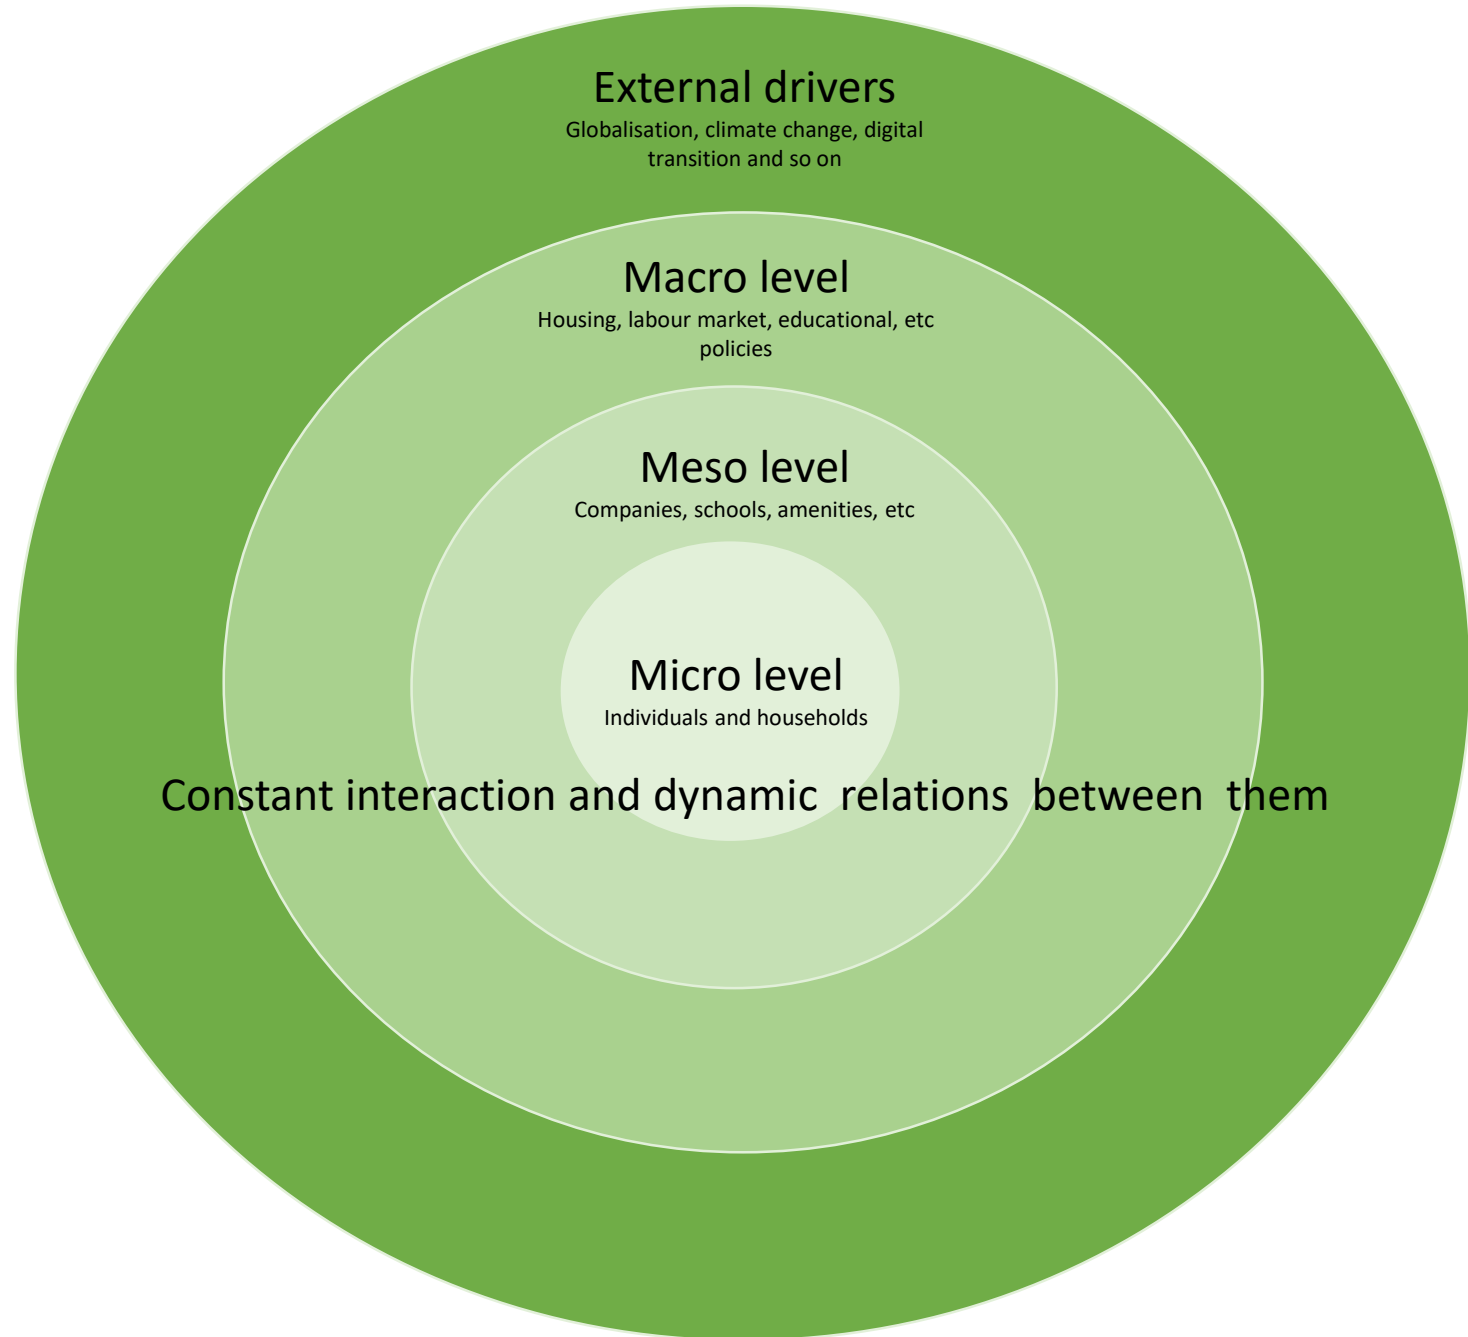 External drivers
Globalisation, climate change, digital
transition and so on
Macro level
Housing, labour market, educational, etc
policies
Meso level
Companies, schools, amenities, etc
Micro level
Individuals and households
Constant interaction and dynamic relations between them